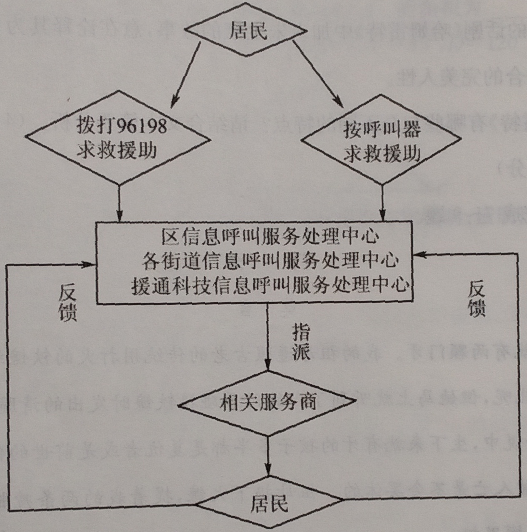 居民
拨打96198
求救援助
按呼叫器
求救援助
区信息呼叫服务处理中心
各街道信息呼叫服务处理中心
援通科技信息呼叫服务处理中心
反馈
反馈
指派
相关服务商
居民